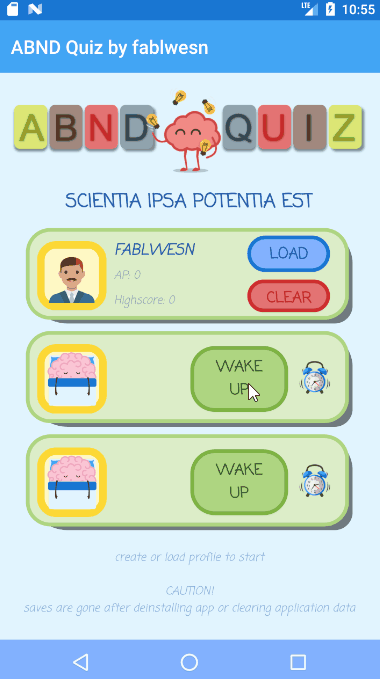 LTE 10:55
ABND Quiz by fablwesn
ABND QUIZ
SCIENTIA IPSA POTENTIA EST
FABLWESN
AP: 0
Highscore: 0
LOAD
CLEAR
WAKE
UP
WAKE
UP
create or load profile to start
CAUTION!
saves are gone after deinstalling app or clearing application data